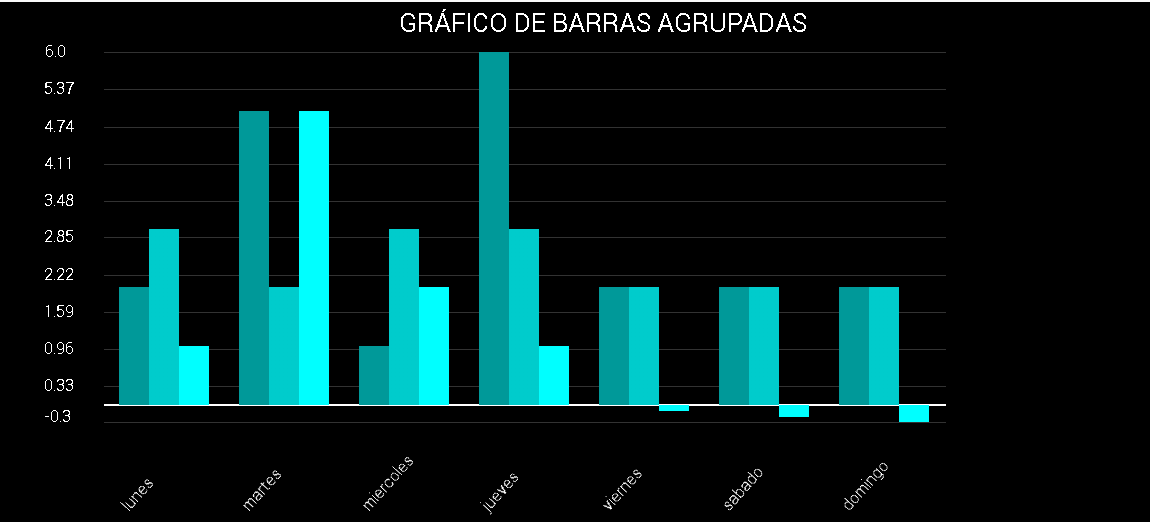 GRÁFICO DE BARRAS AGRUPADAS
6.0
5.37
4.74
4.11
3.48
2.85
2.22
1.59
0.96
0.33
-0.3
lunes
martes
miercoles
jueves
viernes
sabado
domingo